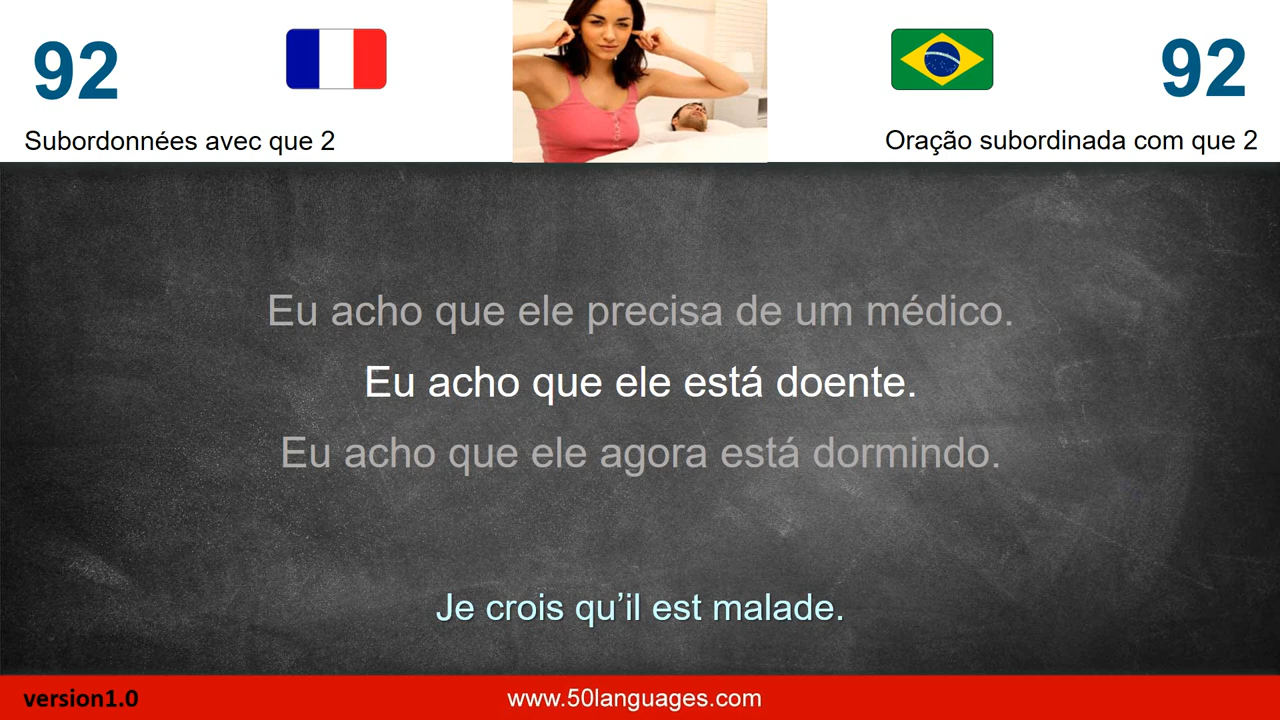 92
92
Subordonnées avec que 2
Oração subordinada com que 2
Eu acho que ele precisa de um médico.
Eu acho que ele está doente.
Eu acho que ele agora está dormindo.
Je crois qu’il est malade.
version1.0
www.50languages.com